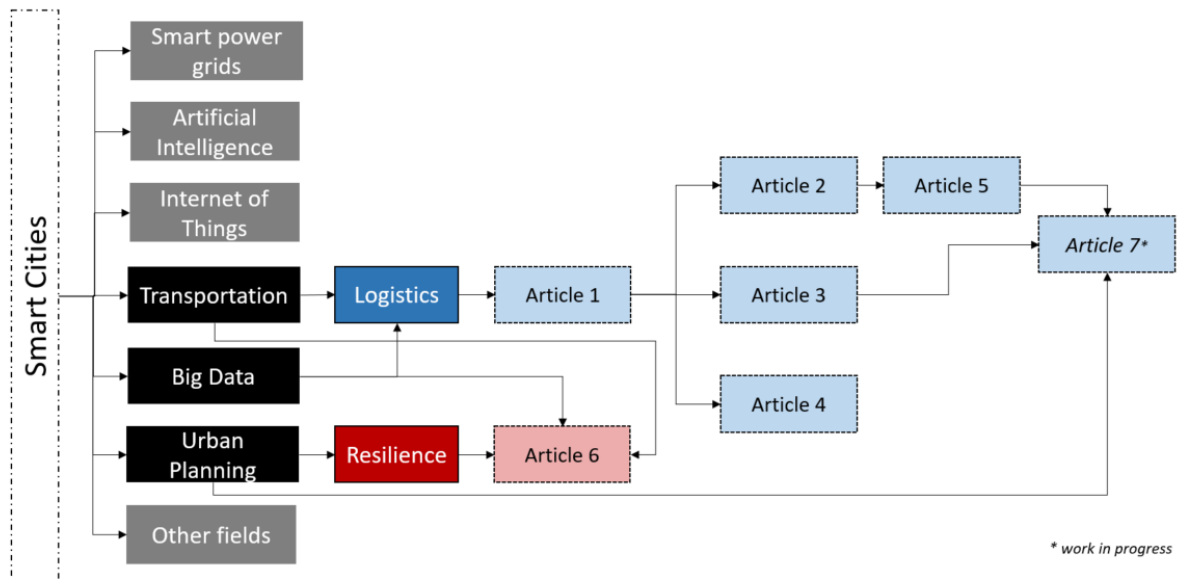 Smart Cities
Smart power
grids
Artificial
Intelligence
Internet of
Things
Transportation
Big Data
Urban
Planning
Other fields
Logistics
Resilience
Article 1
Article 6
Article 2
Article 5
Article 3
Article 4
Article 7*
* work in progress